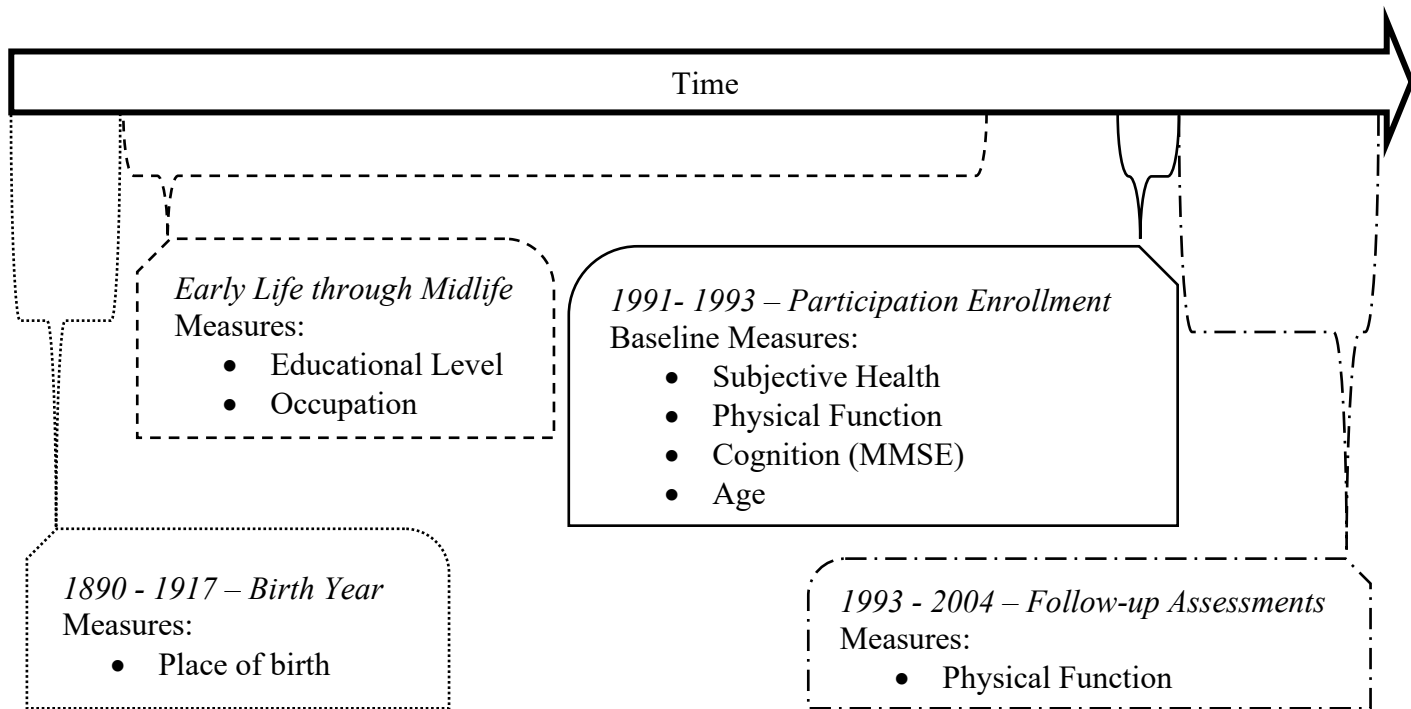 Time
Early Life through Midlife
Measures:
• Educational Level
• Occupation
1991- 1993 – Participation Enrollment
Baseline Measures:
• Subjective Health
• Physical Function
• Cognition (MMSE)
• Age
1890 - 1917 – Birth Year
Measures:
• Place of birth
1993 - 2004 – Follow-up Assessments
Measures:
• Physical Function